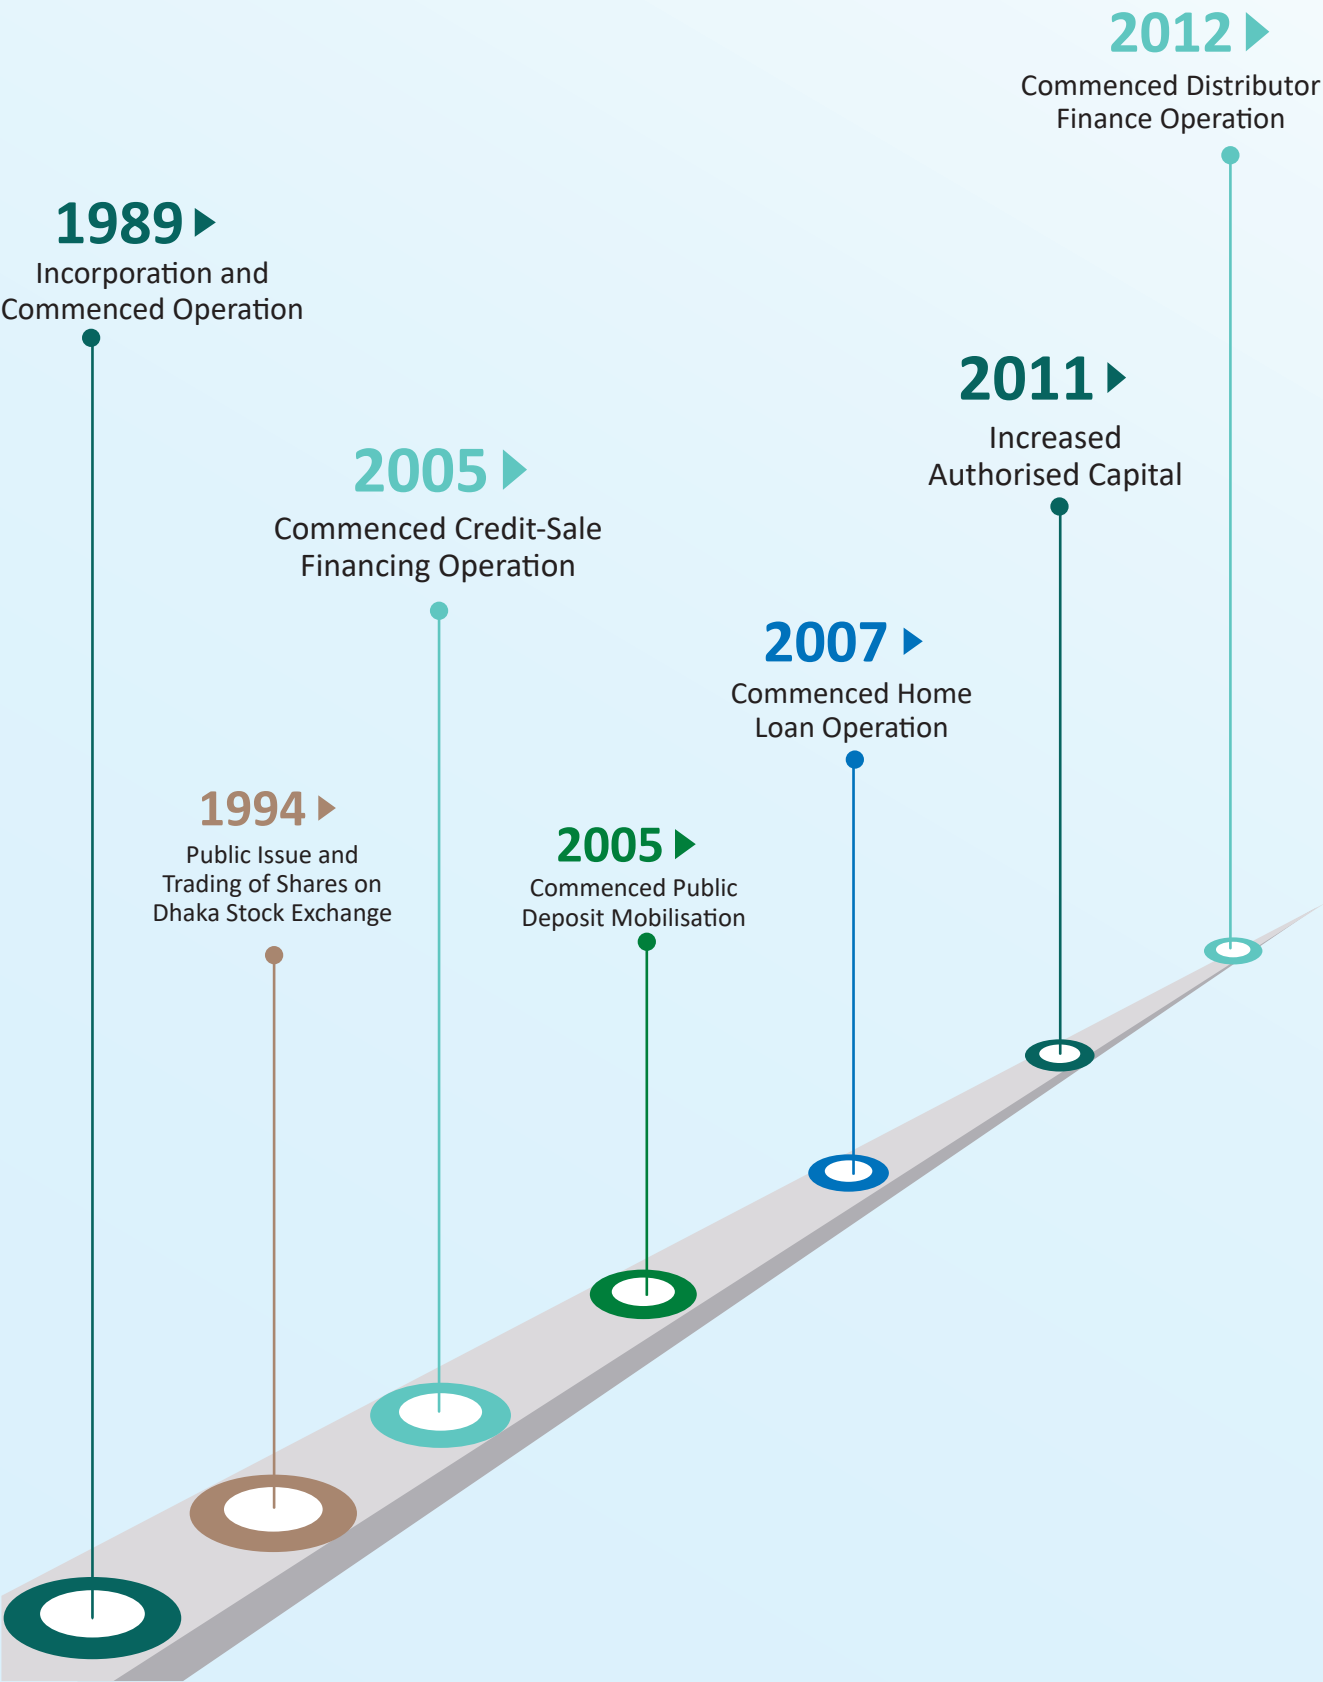 1989
Incorporation and
Commenced Operation
1994
Public Issue and
Trading of Shares on
Dhaka Stock Exchange
2005
Commenced Credit-Sale
Financing Operation
2005
Commenced Public
Deposit Mobilisation
2007
Commenced Home
Loan Operation
2011
Increased
Authorised Capital
2012
Commenced Distributor
Finance Operation